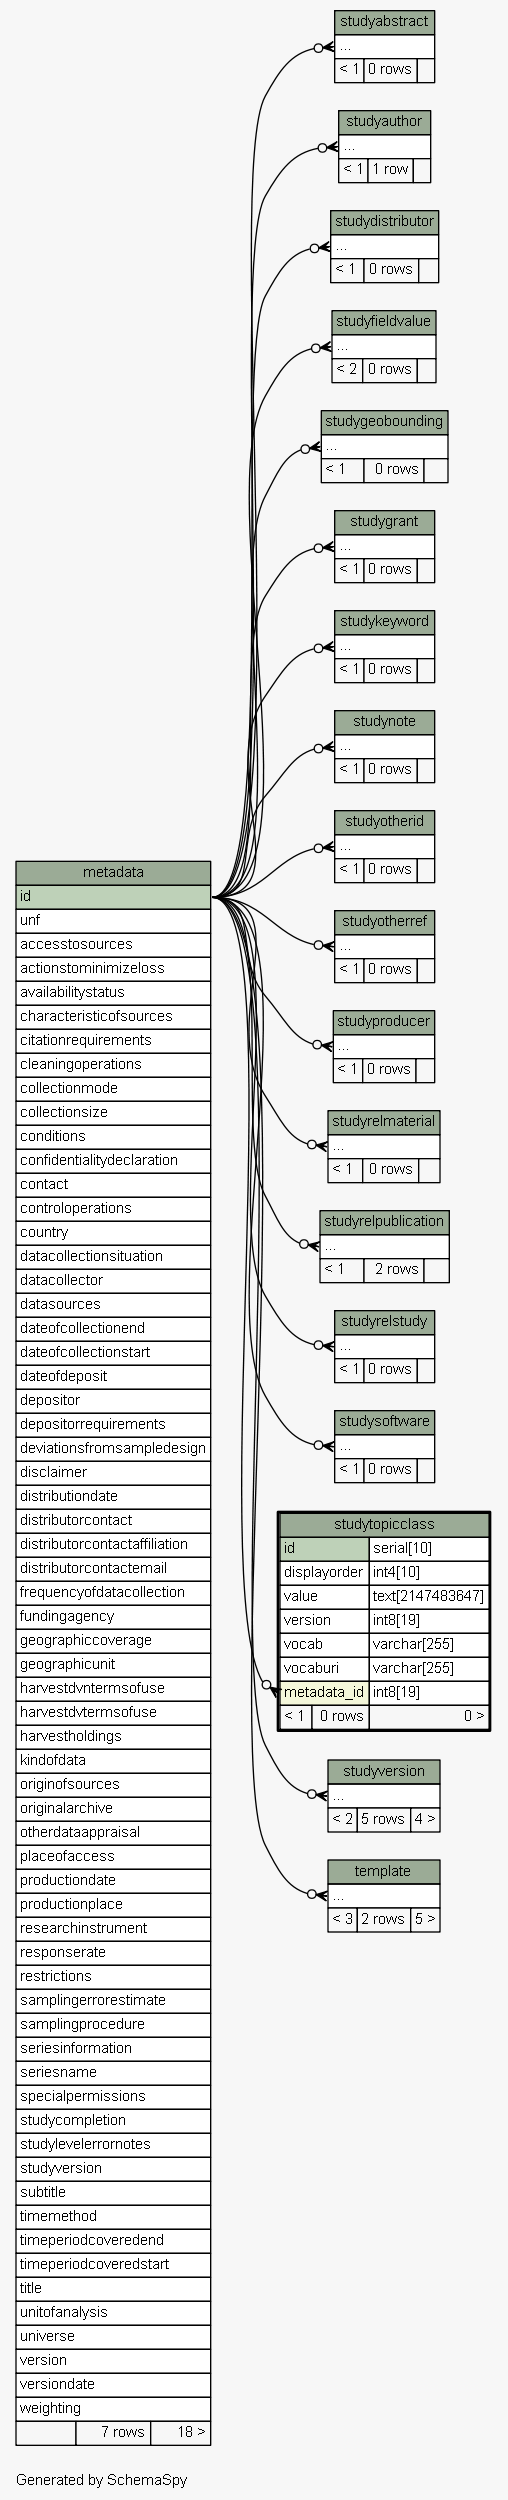 studyabstract
...
< 1 0 rows
studyauthor
...
< 1 1 row
studydistributor
...
< 1 0 rows
studyfieldvalue
...
< 2 0 rows
studygeobounding
...
< 1 0 rows
studygrant
...
< 1 0 rows
studykeyword
...
< 1 0 rows
studynote
...
< 1 0 rows
studyotherid
...
< 1 0 rows
studyotherref
...
< 1 0 rows
studyproducer
...
< 1 0 rows
studyrelmaterial
...
< 1 0 rows
studyrelpublication
...
< 1 2 rows
studyrelstudy
...
< 1 0 rows
studysoftware
...
< 1 0 rows
studytopicclass
id serial[10]
displayorder int4[10]
value text[2147483647]
version int8[19]
vocab varchar[255]
vocaburi varchar[255]
metadata_id int8[19]
< 1 0 rows 0 >
studyversion
...
< 2 5 rows 4 >
template
...
< 3 2 rows 5 >
metadata
id
unf
accesstosources
actionstominimizeloss
availabilitystatus
characteristicofsources
citationrequirements
cleaningoperations
collectionmode
collectionsize
conditions
confidentialitydeclaration
contact
controloperations
country
datacollectionsituation
datacollector
datasources
dateofcollectionend
dateofcollectionstart
dateofdeposit
depositor
depositorrequirements
deviationsfromsampledesign
disclaimer
distributiondate
distributorcontact
distributorcontactaffiliation
distributorcontactemail
frequencyofdatacollection
fundingagency
geographiccoverage
geographicunit
harvestdvntermsofuse
harvestdvtermsofuse
harvestholdings
kindofdata
originofsources
originalarchive
otherdataappraisal
placeofaccess
productiondate
productionplace
researchinstrument
responserate
restrictions
samplingerrorestimate
samplingprocedure
seriesinformation
seriesname
specialpermissions
studycompletion
studylevelerrornotes
studyversion
subtitle
timemethod
timeperiodcoveredend
timeperiodcoveredstart
title
unitofanalysis
universe
version
versiondate
weighting
7 rows 18 >
Generated by SchemaSpy